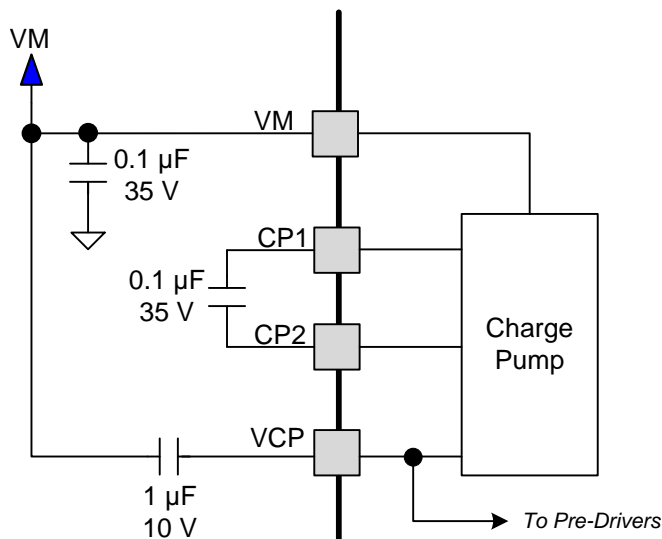 VM
VM
0.1 µF
35 V
CP1
0.1 µF
35 V
CP2
Charge
Pump
VCP
1 µF
10 V
To Pre-Drivers